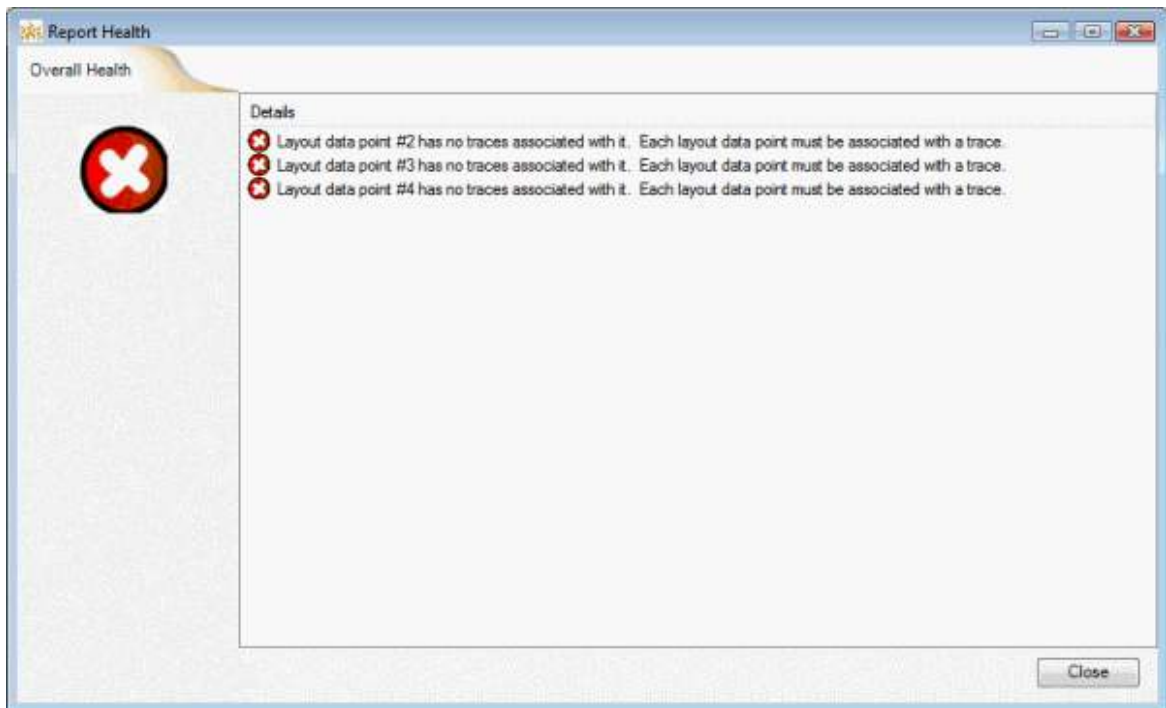 Report Health
Overall Health
Details
Layout data point #2 has no traces associated with it.  Each layout data point must be associated with a trace.
Layout data point #3 has no traces associated with it.  Each layout data point must be associated with a trace.
Layout data point #4 has no traces associated with it.  Each layout data point must be associated with a trace.
Close